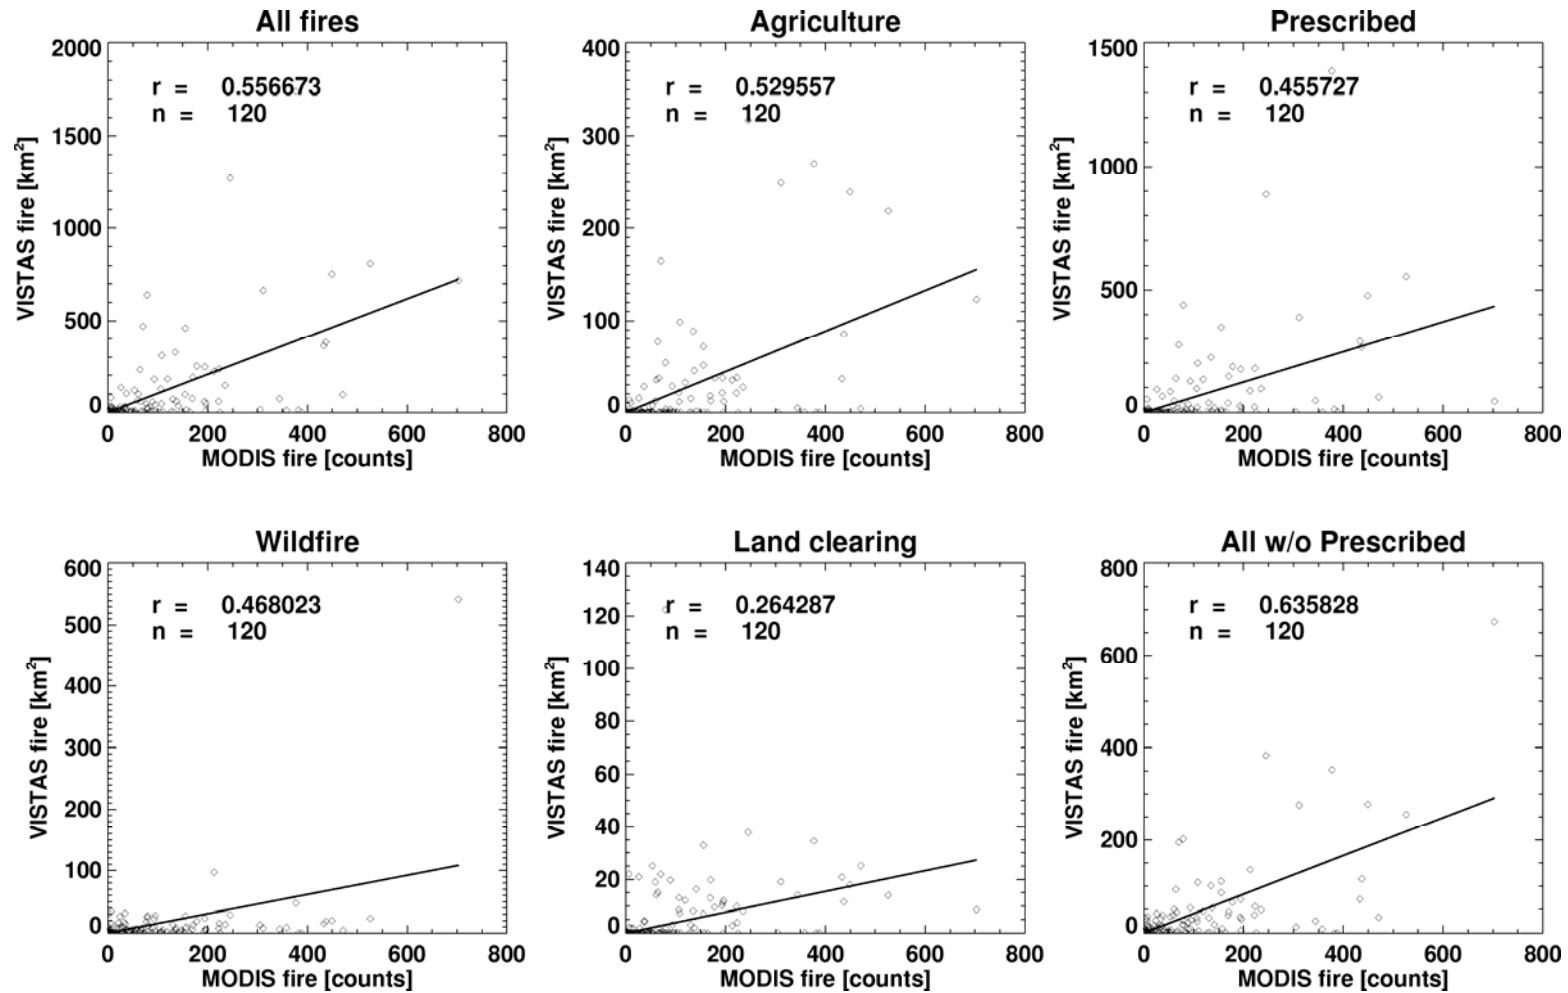 All fires
r = 0.556673
n = 120
2000
1500
1000
500
0
VISTAS fire [km²]
0 200 400 600 800
MODIS fire [counts]
Agriculture
r = 0.529557
n = 120
400
300
200
100
0
VISTAS fire [km²]
0 200 400 600 800
MODIS fire [counts]
Prescribed
r = 0.455727
n = 120
1500
1000
500
0
VISTAS fire [km²]
0 200 400 600 800
MODIS fire [counts]
Wildfire
r = 0.468023
n = 120
600
500
400
300
200
100
0
VISTAS fire [km²]
0 200 400 600 800
MODIS fire [counts]
Land clearing
r = 0.264287
n = 120
140
120
100
80
60
40
20
0
VISTAS fire [km²]
0 200 400 600 800
MODIS fire [counts]
All w/o Prescribed
r = 0.635828
n = 120
800
600
400
200
0
VISTAS fire [km²]
0 200 400 600 800
MODIS fire [counts]